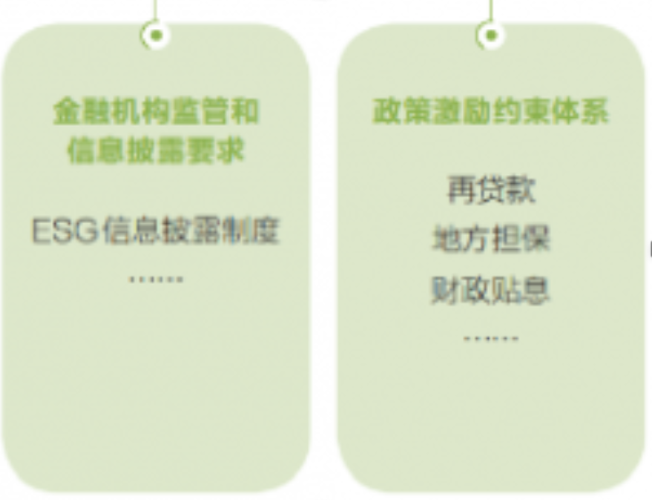 金融机构监管和
信息披露要求
ESG信息披露制度
……
政策激励约束体系
再贷款
地方担保
财政贴息
……